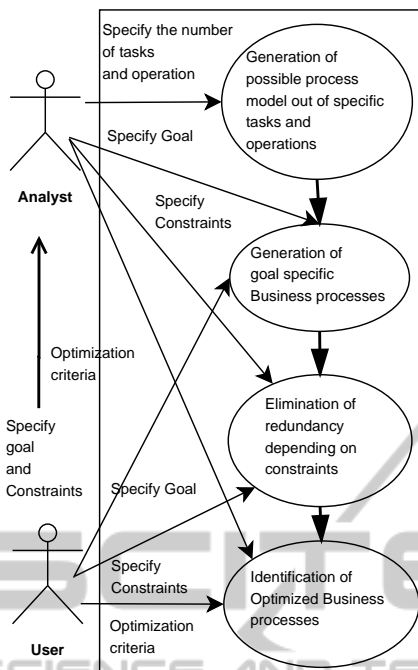 Specify the number
of tasks
and operation
Generation of
possible process
model out of specific
tasks and
operations
Specify Goal
Analyst
Specify
Constraints
Generation of
goal specific
Business processes
Optimization
criteria
Specify
goal
and
Constraints
Elimination of
redundancy
depending on
constraints
Specify Goal
Specify
Constraints
Identification of
Optimized Business
processes
User
Optimization
criteria